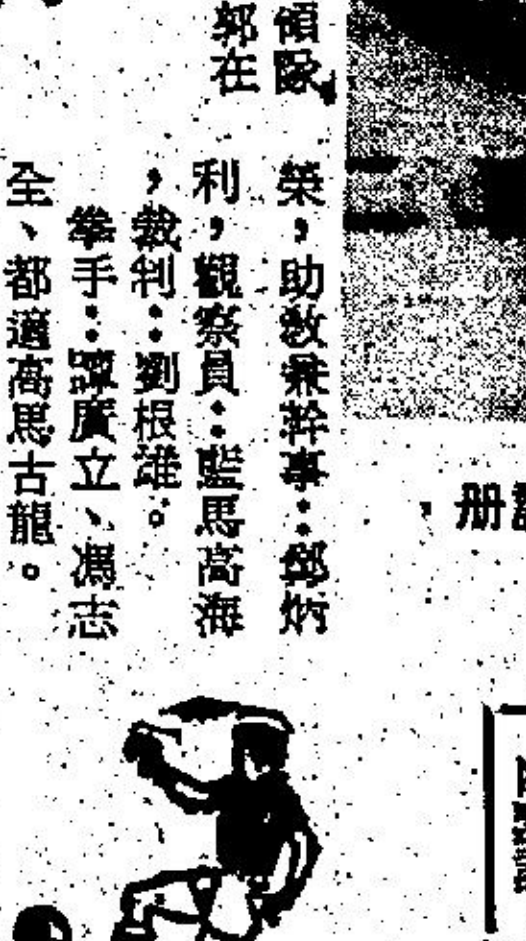 領隊
郭在
榮，助敎兼幹事：鄧炳
利，觀察員：監馬高海
，裁判：劉根雄。
拳手：譚廣立、馮志
全、都適高馬古龍。
册